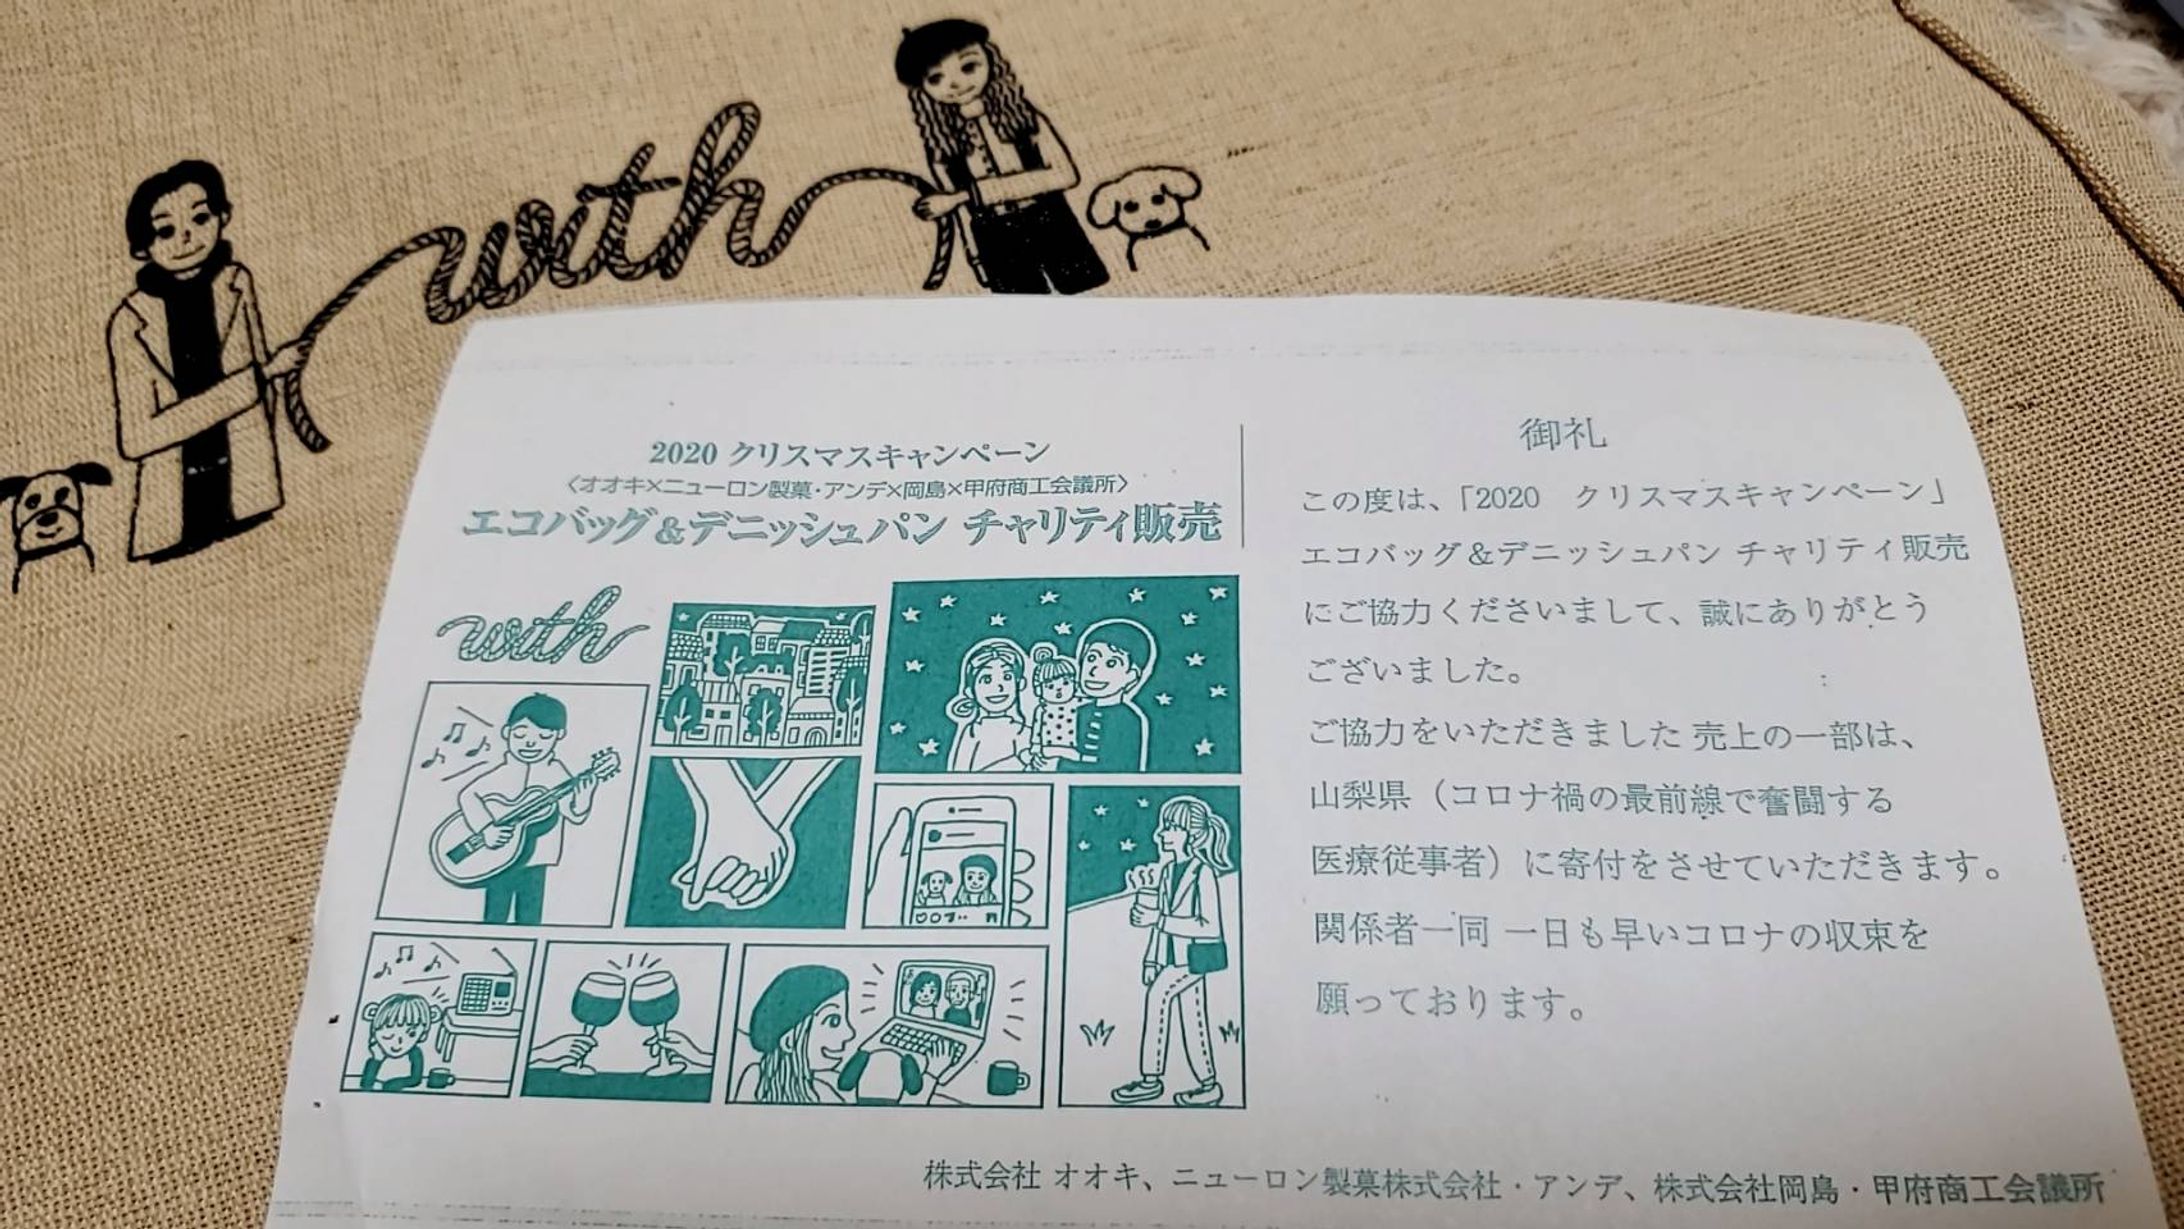 with
2020 クリスマスキャンペーン
〈オオキ×ニューロン製菓・アンデ×岡島×甲府商工会議所〉
エコバッグ&デニッシュパン チャリティ販売
with
御礼
この度は、「2020　クリスマスキャンペーン」
エコバッグ&デニッシュパン チャリティ販売
にご協力くださいまして、誠にありがとう
ございました。
ご協力をいただきました 売上の一部は、
山梨県（コロナ禍の最前線で奮闘する
医療従事者）に寄付をさせていただきます。
関係者一同 一日も早いコロナの収束を
願っております。
株式会社 オオキ、ニューロン製菓株式会社・アンデ、株式会社岡島・甲府商工会議所